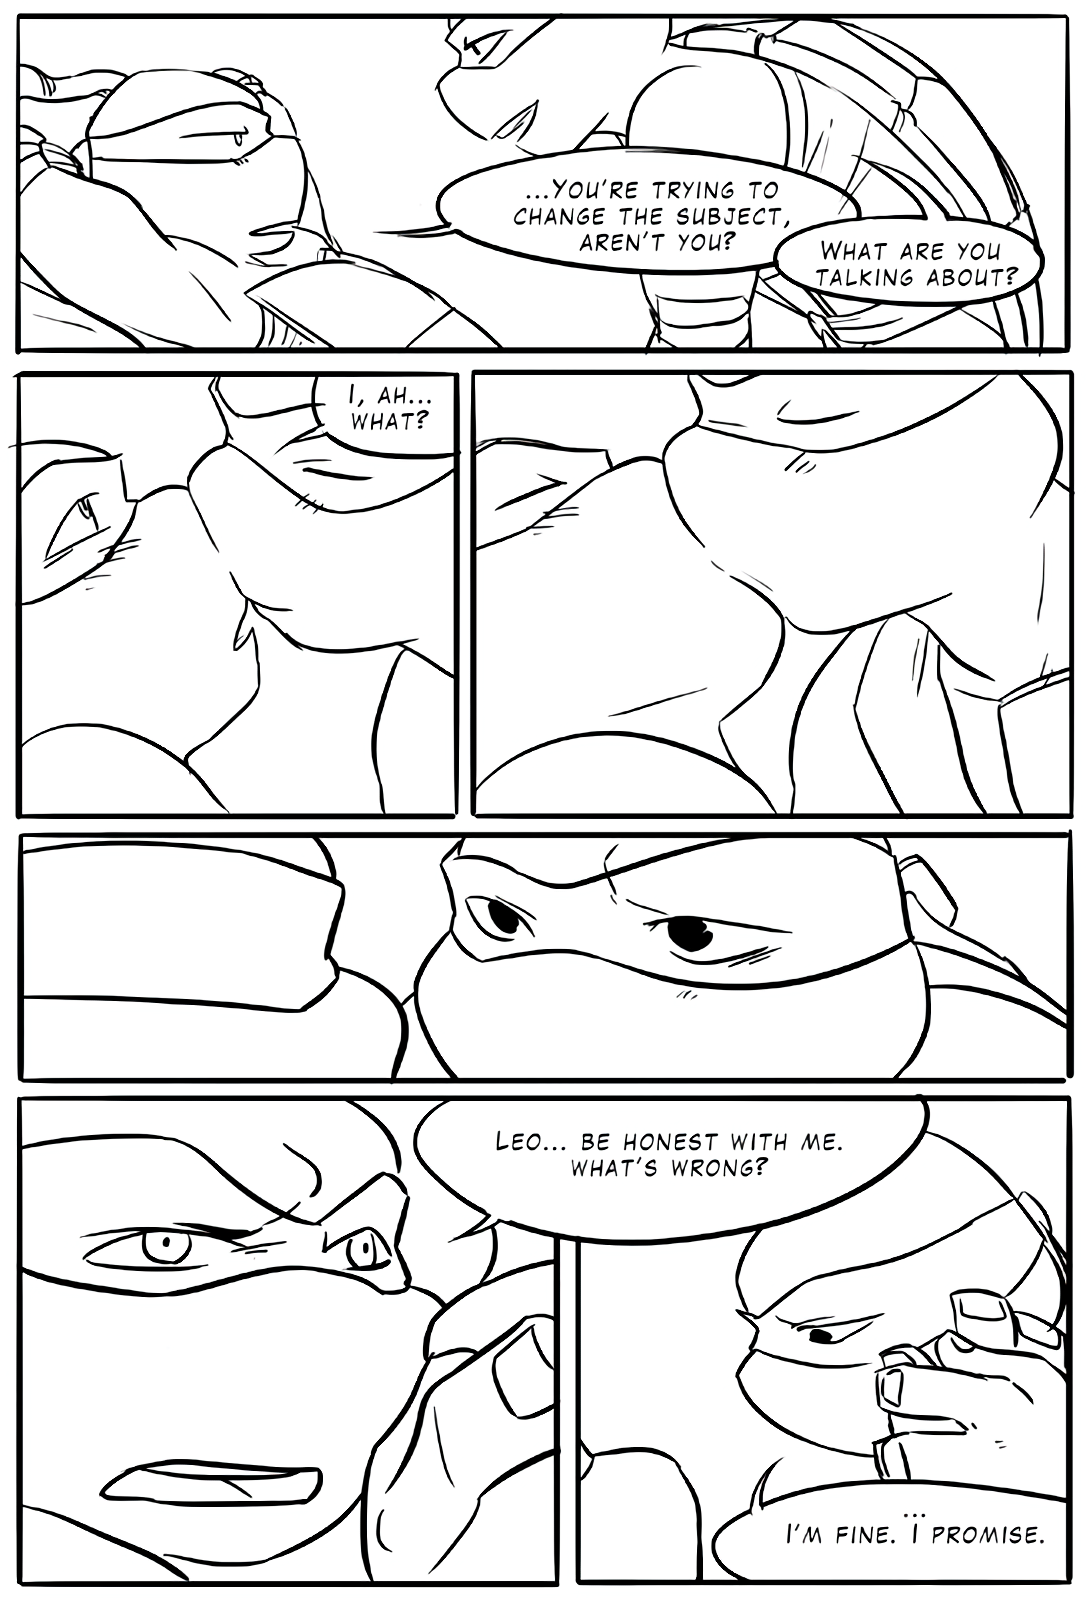 ...You're trying to
change the subject,
aren't you?
What are you
talking about?
I, ah...
what?
Leo... be honest with me.
what's wrong?
...
I'm fine. I promise.